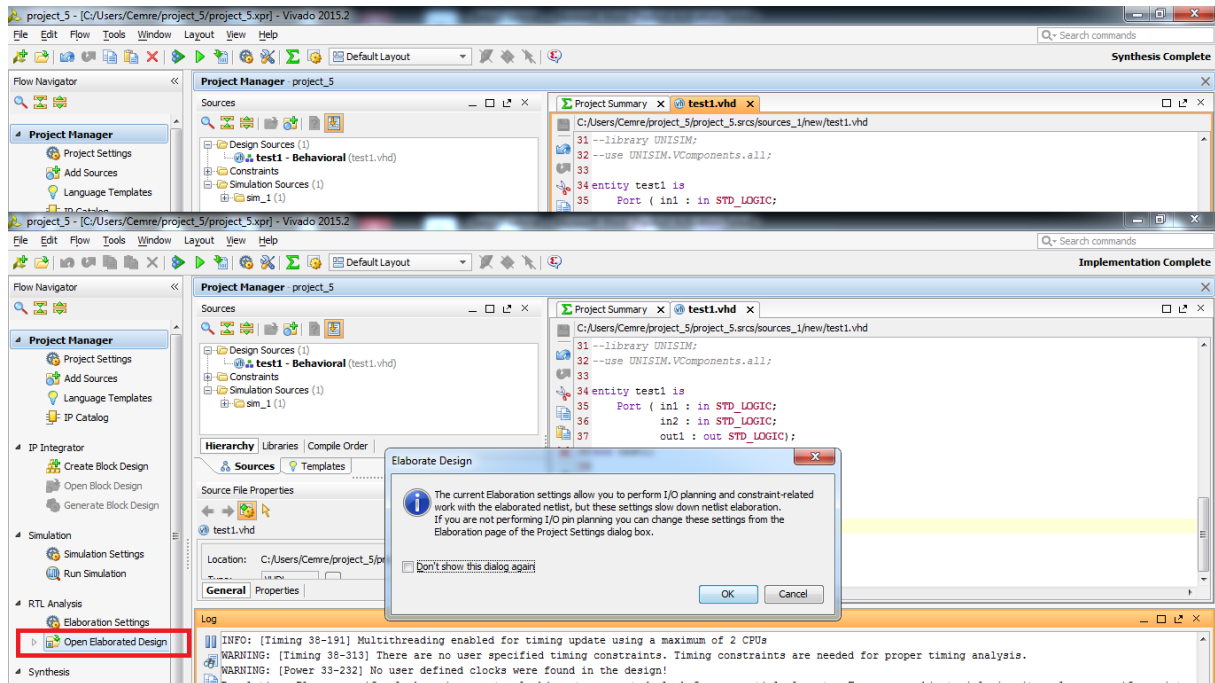 project_5 - [C:/Users/Cemre/project_5/project_5.xpr] - Vivado 2015.2
File Edit Flow Tools Window Layout View Help
Search commands
Default Layout
Synthesis Complete
Flow Navigator
Project Manager - project_5
Sources
Project Summary
test1.vhd
C:/Users/Cemre/project_5/project_5.srcs/sources_1/new/test1.vhd
Project Manager
Project Settings
Add Sources
Language Templates
IP Catalog
Design Sources (1)
test1 - Behavioral (test1.vhd)
Constraints
Simulation Sources (1)
sim_1 (1)
31 --library UNISIM;
32 --use UNISIM.VComponents.all;
33
34 entity test1 is
35 Port ( in1 : in STD_LOGIC;
project_5 - [C:/Users/Cemre/project_5/project_5.xpr] - Vivado 2015.2
File Edit Flow Tools Window Layout View Help
Search commands
Default Layout
Implementation Complete
Flow Navigator
Project Manager - project_5
Project Manager
Project Settings
Add Sources
Language Templates
IP Catalog
IP Integrator
Create Block Design
Open Block Design
Generate Block Design
Simulation
Simulation Settings
Run Simulation
RTL Analysis
Elaboration Settings
Open Elaborated Design
Synthesis
Sources
Design Sources (1)
test1 - Behavioral (test1.vhd)
Constraints
Simulation Sources (1)
sim_1 (1)
Hierarchy Libraries Compile Order
Sources Templates
Source File Properties
test1.vhd
Location: C:/Users/Cemre/project_5/pr
General Properties
Project Summary
test1.vhd
C:/Users/Cemre/project_5/project_5.srcs/sources_1/new/test1.vhd
31 --library UNISIM;
32 --use UNISIM.VComponents.all;
33
34 entity test1 is
35 Port ( in1 : in STD_LOGIC;
36 in2 : in STD_LOGIC;
37 out1 : out STD_LOGIC);
Elaborate Design
The current Elaboration settings allow you to perform I/O planning and constraint-related
work with the elaborated netlist, but these settings slow down netlist elaboration.
If you are not performing I/O pin planning you can change these settings from the
Elaboration page of the Project Settings dialog box.
Don't show this dialog again
OK Cancel
Log
INFO: [Timing 38-191] Multithreading enabled for timing update using a maximum of 2 CPUs
WARNING: [Timing 38-313] There are no user specified timing constraints. Timing constraints are needed for proper timing analysis.
WARNING: [Power 33-232] No user defined clocks were found in the design!